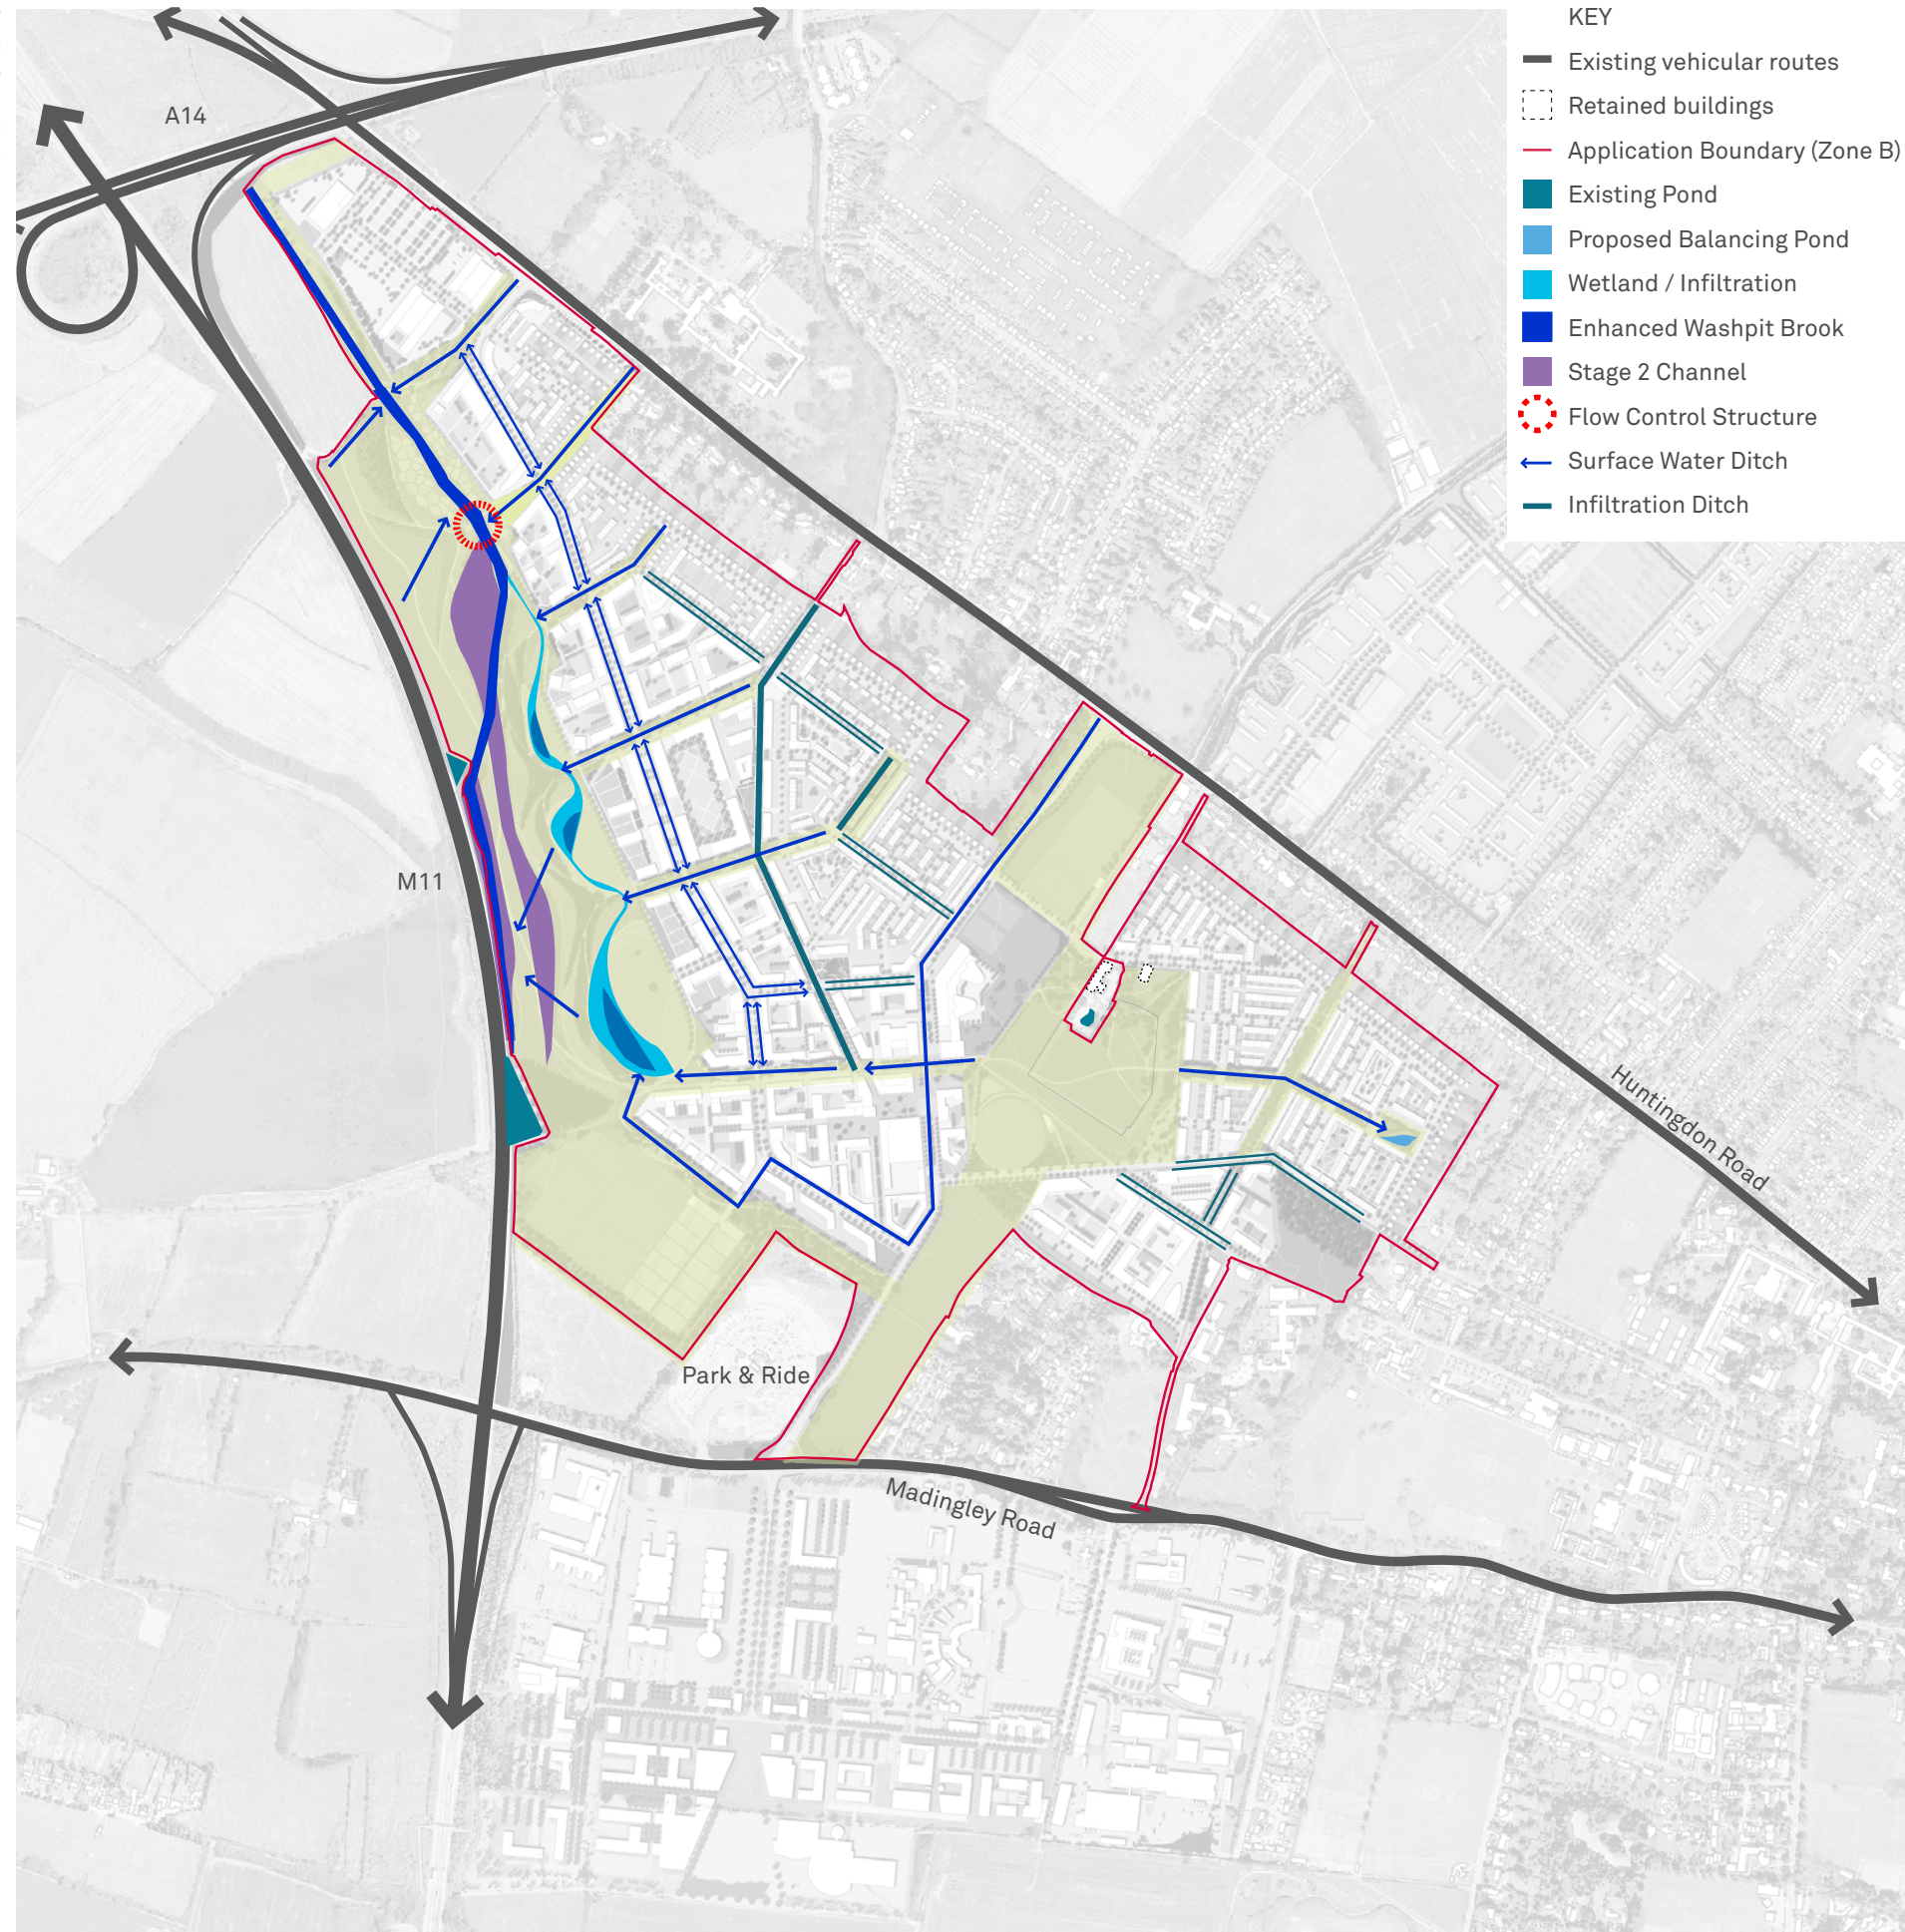 KEY
Existing vehicular routes
Retained buildings
Application Boundary (Zone B)
Existing Pond
Proposed Balancing Pond
Wetland / Infiltration
Enhanced Washpit Brook
Stage 2 Channel
Flow Control Structure
Surface Water Ditch
Infiltration Ditch
A14
M11
Huntingdon Road
Park & Ride
Madingley Road